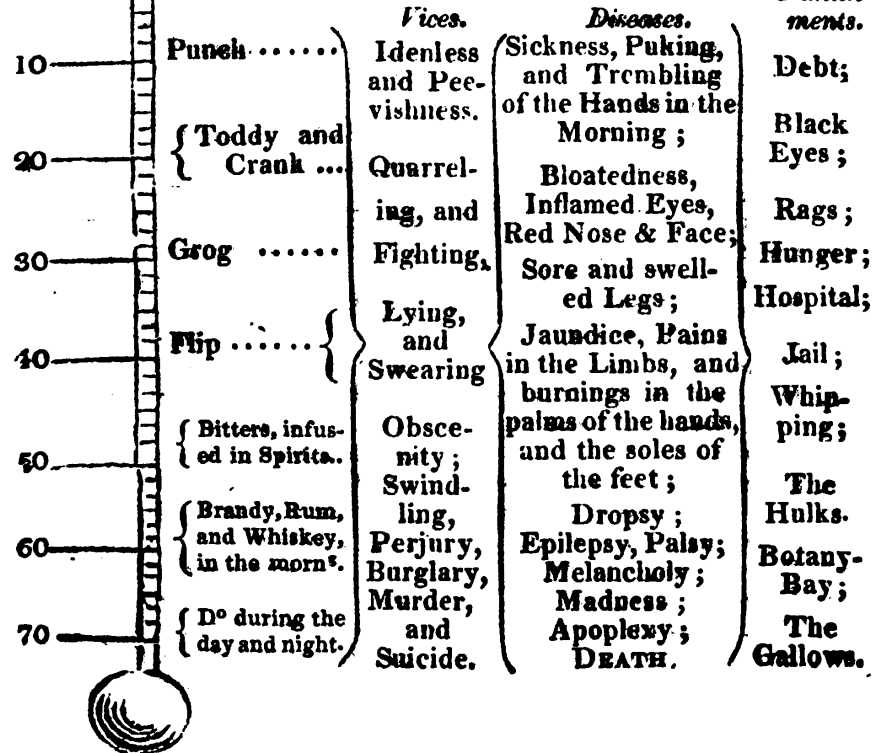 Vices.
Diseases.
ments.
10
Punch ......
Idenless
and Pee-
vishness.
Sickness, Puking,
and Trembling
of the Hands in the
Morning ;
Debt;
20
Toddy and
Crank ...
Quarrel-
ing, and
Fighting,
Bloatedness,
Inflamed Eyes,
Red Nose & Face;
Black
Eyes ;
Rags ;
30
Grog ......
Sore and swell-
ed Legs ;
Hunger;
Hospital;
40
Flip ......
Lying,
and
Swearing
Jaundice, Pains
in the Limbs, and
burnings in the
palms of the hands,
and the soles of
the feet ;
Jail ;
Whip-
ping;
50
Bitters, infus-
ed in Spirits..
Obsce-
nity ;
Swind-
ling,
Perjury,
Burglary,
Murder,
and
Suicide.
Dropsy ;
Epilepsy, Palsy;
Melancholy;
Madness ;
Apoplexy ;
DEATH.
The
Hulks.
Botany-
Bay ;
The
Gallows.
60
Brandy, Rum,
and Whiskey,
in the mornˢ.
70
Dº during the
day and night.